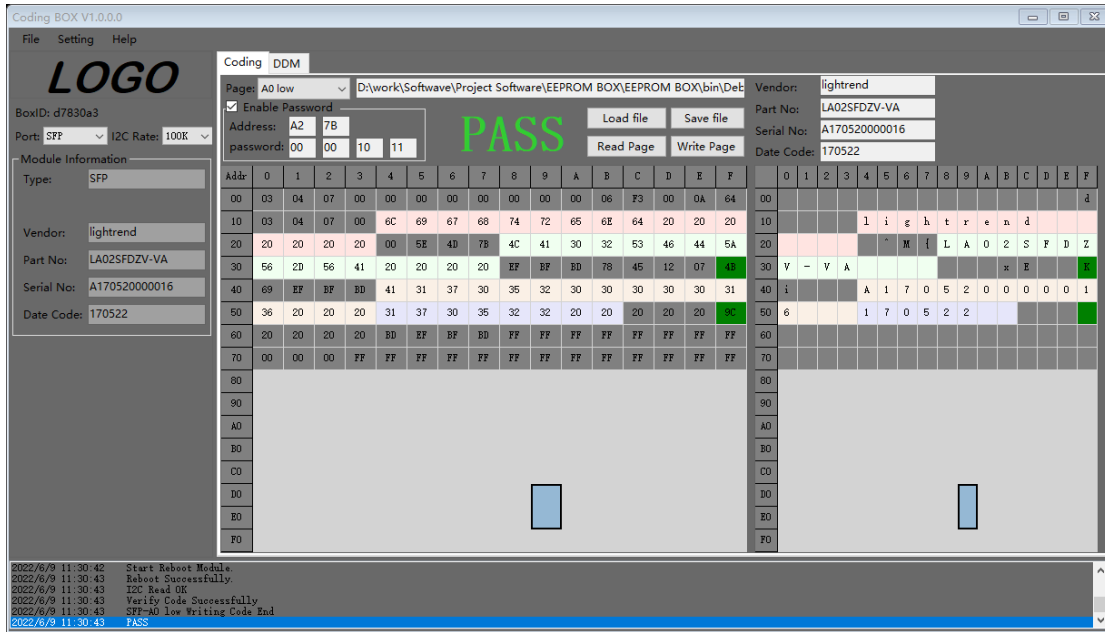 Coding BOX V1.0.0.0
File Setting Help
LOGO
BoxID: d7830a3
Port: SFP I2C Rate: 100K
Module Information
Type: SFP
Vendor: lightrend
Part No: LA02SFDZV-VA
Serial No: A170520000016
Date Code: 170522
Coding DDM
Page: A0 low D:\work\Softwave\Project Software\EEPROM BOX\EEPROM BOX\bin\Deb
Enable Password
Address: A2 7B
password: 00 00 10 11
PASS
Load file Save file
Read Page Write Page
Vendor: lightrend
Part No: LA02SFDZV-VA
Serial No: A170520000016
Date Code: 170522
Addr 0 1 2 3 4 5 6 7 8 9 A B C D E F
00 03 04 07 00 00 00 00 00 00 00 00 06 F3 00 0A 64
10 03 04 07 00 6C 69 67 68 74 72 65 6E 64 20 20 20
20 20 20 20 20 00 5E 4D 7B 4C 41 30 32 53 46 44 5A
30 56 2D 56 41 20 20 20 20 EF BF BD 78 45 12 07 4B
40 69 EF BF BD 41 31 37 30 35 32 30 30 30 30 30 31
50 36 20 20 20 31 37 30 35 32 32 20 20 20 20 20 9C
60 20 20 20 20 BD EF BF BD FF FF FF FF FF FF FF FF
70 00 00 00 FF FF FF FF FF FF FF FF FF FF FF FF FF
80
90
A0
B0
C0
D0
E0
F0
0 1 2 3 4 5 6 7 8 9 A B C D E F
00 d
10 l i g h t r e n d
20 ^ M { L A 0 2 S F D Z
30 V - V A x E K
40 i A 1 7 0 5 2 0 0 0 0 0 1
50 6 1 7 0 5 2 2
60
70
80
90
A0
B0
C0
D0
E0
F0
2022/6/9 11:30:42 Start Reboot Module.
2022/6/9 11:30:43 Reboot Successfully.
2022/6/9 11:30:43 I2C Read OK
2022/6/9 11:30:43 Verify Code Successfully
2022/6/9 11:30:43 SFP-A0 low Writing Code End
2022/6/9 11:30:43 PASS